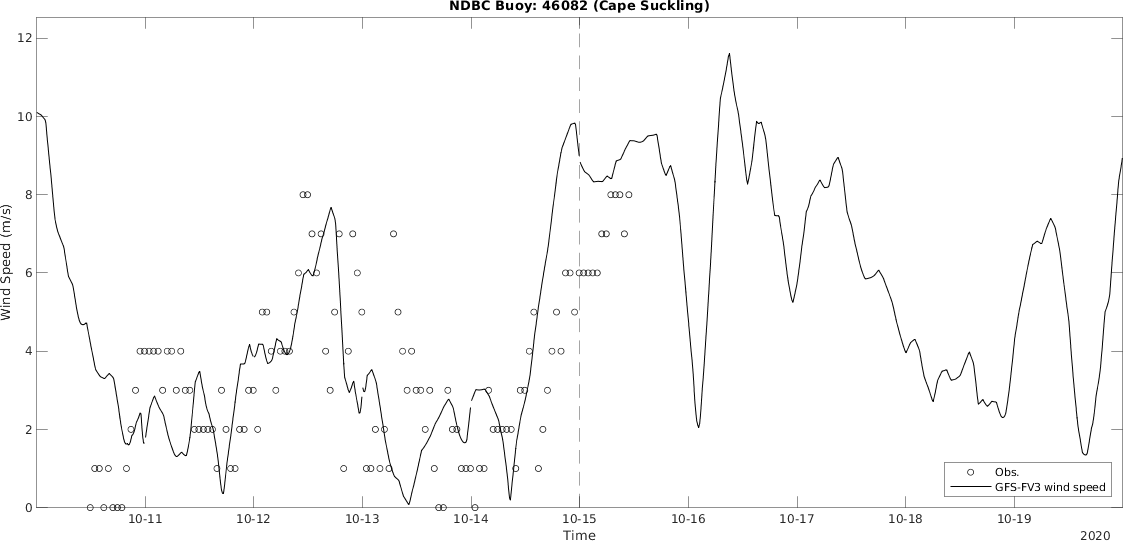 NDBC Buoy: 46082 (Cape Suckling)
12
10
8
6
4
2
0
Wind Speed (m/s)
10-11 10-12 10-13 10-14 10-15 10-16 10-17 10-18 10-19
Time
2020
Obs.
GFS-FV3 wind speed